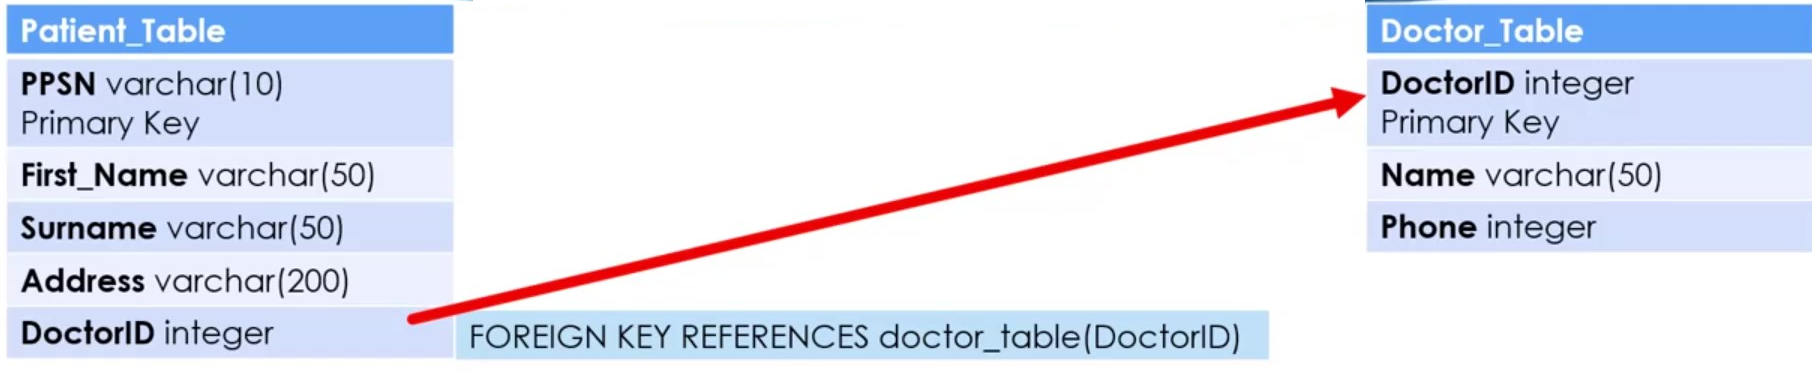 Patient_Table
PPSN varchar(10)
Primary Key
First_Name varchar(50)
Surname varchar(50)
Address varchar(200)
DoctorID integer
FOREIGN KEY REFERENCES doctor_table(DoctorID)
Doctor_Table
DoctorID integer
Primary Key
Name varchar(50)
Phone integer